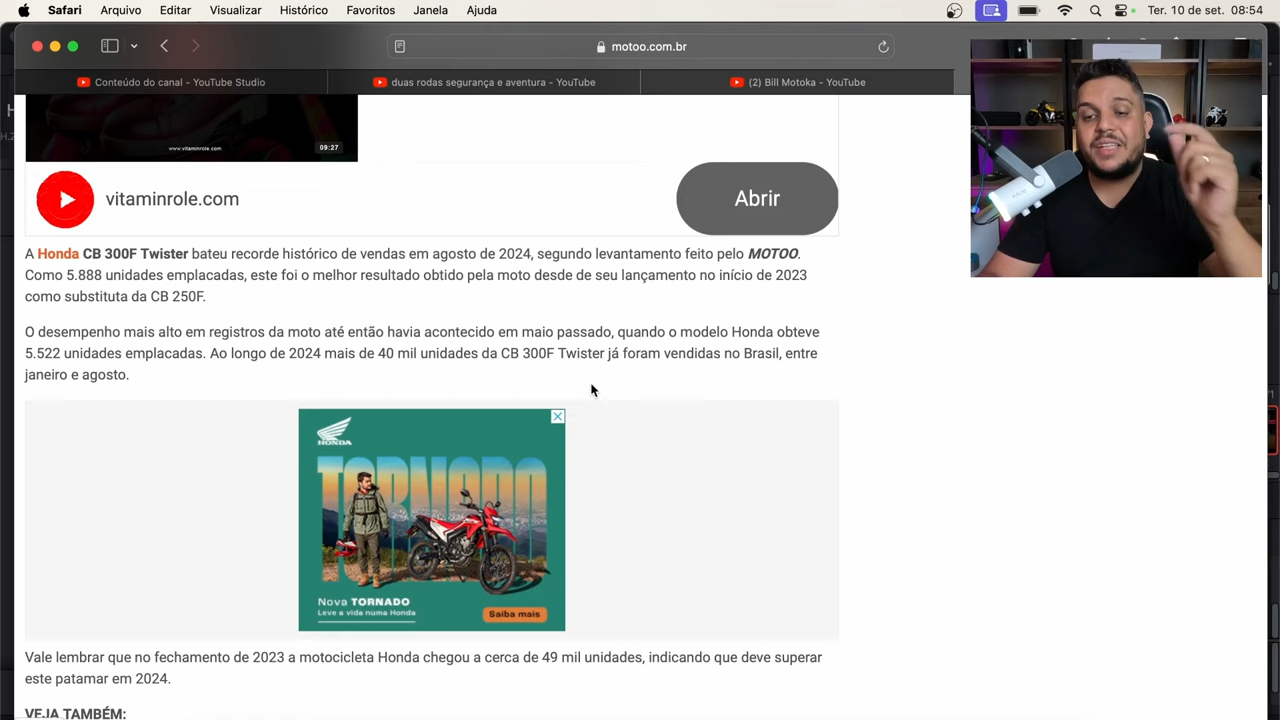 Safari Arquivo Editar Visualizar Histórico Favoritos Janela Ajuda Ter. 10 de set. 08:54
motoo.com.br
Conteúdo do canal - YouTube Studio
duas rodas segurança e aventura - YouTube
(2) Bill Motoka - YouTube
www.vitaminrole.com
09:27
vitaminrole.com
Abrir
A Honda CB 300F Twister bateu recorde histórico de vendas em agosto de 2024, segundo levantamento feito pelo MOTOO.
Como 5.888 unidades emplacadas, este foi o melhor resultado obtido pela moto desde de seu lançamento no início de 2023
como substituta da CB 250F.
O desempenho mais alto em registros da moto até então havia acontecido em maio passado, quando o modelo Honda obteve
5.522 unidades emplacadas. Ao longo de 2024 mais de 40 mil unidades da CB 300F Twister já foram vendidas no Brasil, entre
janeiro e agosto.
HONDA
TORNADO
Nova TORNADO
Leve a vida numa Honda
Saiba mais
Vale lembrar que no fechamento de 2023 a motocicleta Honda chegou a cerca de 49 mil unidades, indicando que deve superar
este patamar em 2024.
VEJA TAMBÉM: